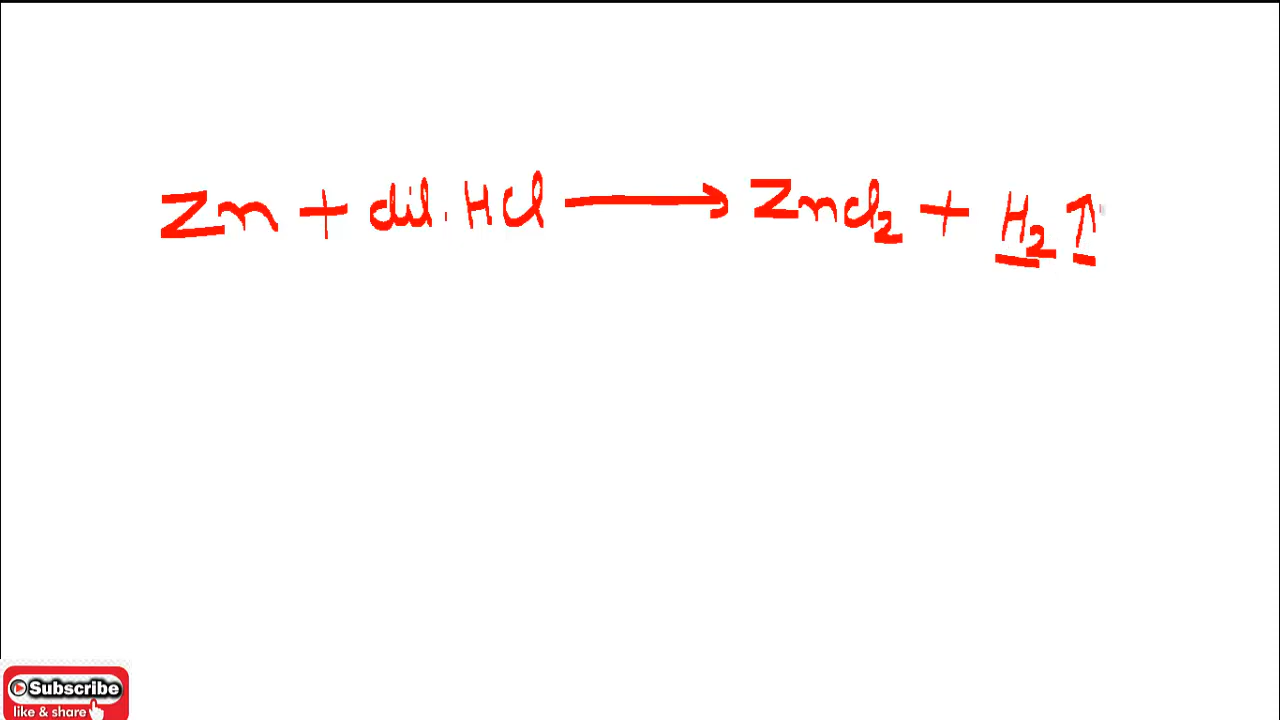 Zn + dil. HCl ⟶ ZnCl₂ + H₂ ↑
Subscribe
like & share